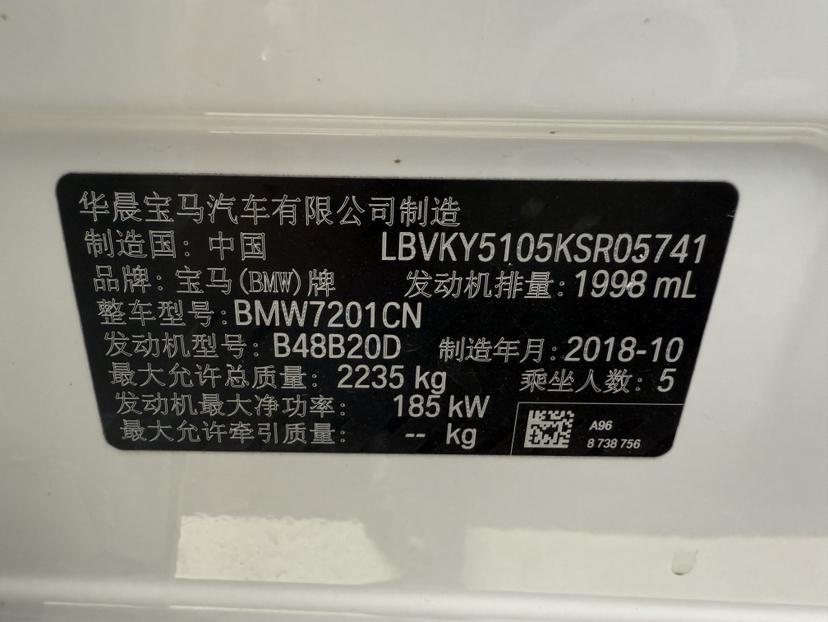 华晨宝马汽车有限公司制造
制造国: 中国 LBVKY5105KSR05741
品牌: 宝马(BMW)牌 发动机排量: 1998 mL
整车型号: BMW7201CN
发动机型号: B48B20D 制造年月: 2018-10
最大允许总质量: 2235 kg 乘坐人数: 5
发动机最大净功率: 185 kW
最大允许牵引质量: -- kg
A96
8 738 756